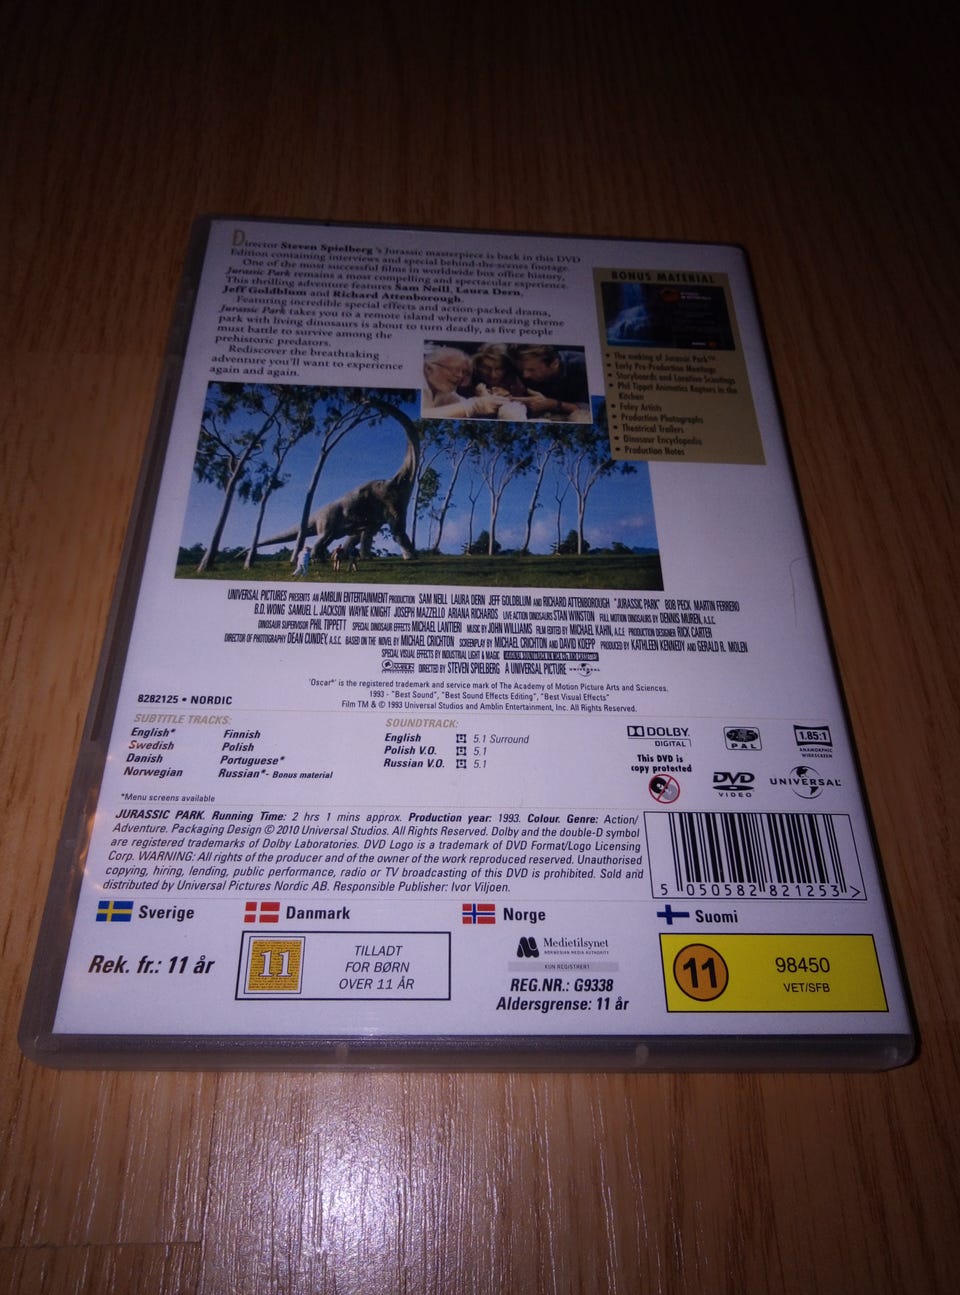 Director Steven Spielberg's Jurassic masterpiece is back in this DVD
Edition containing interviews and special behind-the-scenes footage.
One of the most successful films in worldwide box office history,
Jurassic Park remains a most compelling and spectacular experience.
This thrilling adventure features Sam Neill, Laura Dern,
Jeff Goldblum and Richard Attenborough.
Featuring incredible special effects and action-packed drama,
Jurassic Park takes you to a remote island where an amazing theme
park with living dinosaurs is about to turn deadly, as five people
must battle to survive among the
prehistoric predators.
Rediscover the breathtaking
adventure you'll want to experience
again and again.
BONUS MATERIAL
• The making of Jurassic Park™
• Early Pre-Production Meetings
• Storyboards and Location Scoutings
• Phil Tippet Animatics Raptors in the
Kitchen
• Foley Artists
• Production Photographs
• Theatrical Trailers
• Dinosaur Encyclopedia
• Production Notes
UNIVERSAL PICTURES PRESENTS AN AMBLIN ENTERTAINMENT PRODUCTION SAM NEILL LAURA DERN JEFF GOLDBLUM AND RICHARD ATTENBOROUGH "JURASSIC PARK" BOB PECK MARTIN FERRERO
B.D. WONG SAMUEL L. JACKSON WAYNE KNIGHT JOSEPH MAZZELLO ARIANA RICHARDS LIVE ACTION DINOSAURS STAN WINSTON FULL MOTION DINOSAURS BY DENNIS MUREN, A.S.C.
DINOSAUR SUPERVISOR PHIL TIPPETT SPECIAL DINOSAUR EFFECTS MICHAEL LANTIERI MUSIC BY JOHN WILLIAMS FILM EDITED BY MICHAEL KAHN, A.C.E. PRODUCTION DESIGNER RICK CARTER
DIRECTOR OF PHOTOGRAPHY DEAN CUNDEY, A.S.C. BASED ON THE NOVEL BY MICHAEL CRICHTON SCREENPLAY BY MICHAEL CRICHTON AND DAVID KOEPP PRODUCED BY KATHLEEN KENNEDY AND GERALD R. MOLEN
SPECIAL VISUAL EFFECTS BY INDUSTRIAL LIGHT & MAGIC
AMBLIN DIRECTED BY STEVEN SPIELBERG A UNIVERSAL PICTURE UNIVERSAL
'Oscar®' is the registered trademark and service mark of The Academy of Motion Picture Arts and Sciences.
1993 - "Best Sound", "Best Sound Effects Editing", "Best Visual Effects"
Film TM & © 1993 Universal Studios and Amblin Entertainment, Inc. All Rights Reserved.
8282125 • NORDIC
SUBTITLE TRACKS:
English* Finnish
Swedish Polish
Danish Portuguese*
Norwegian Russian*- Bonus material
*Menu screens available
SOUNDTRACK:
English 5.1 Surround
Polish V.O. 5.1
Russian V.O. 5.1
DOLBY
DIGITAL
This DVD is
copy protected
2 5
PAL
1.85:1
ANAMORPHIC
WIDESCREEN
DVD
VIDEO
UNIVERSAL
JURASSIC PARK. Running Time: 2 hrs 1 mins approx. Production year: 1993. Colour. Genre: Action/
Adventure. Packaging Design © 2010 Universal Studios. All Rights Reserved. Dolby and the double-D symbol
are registered trademarks of Dolby Laboratories. DVD Logo is a trademark of DVD Format/Logo Licensing
Corp. WARNING: All rights of the producer and of the owner of the work reproduced reserved. Unauthorised
copying, hiring, lending, public performance, radio or TV broadcasting of this DVD is prohibited. Sold and
distributed by Universal Pictures Nordic AB. Responsible Publisher: Ivor Viljoen.
5 050582 821253 >
Sverige
Danmark
Norge
Suomi
Rek. fr.: 11 år
11
TILLADT
FOR BØRN
OVER 11 ÅR
Medietilsynet
NORWEGIAN MEDIA AUTHORITY
KUN REGISTRERT
REG.NR.: G9338
Aldersgrense: 11 år
11
98450
VET/SFB